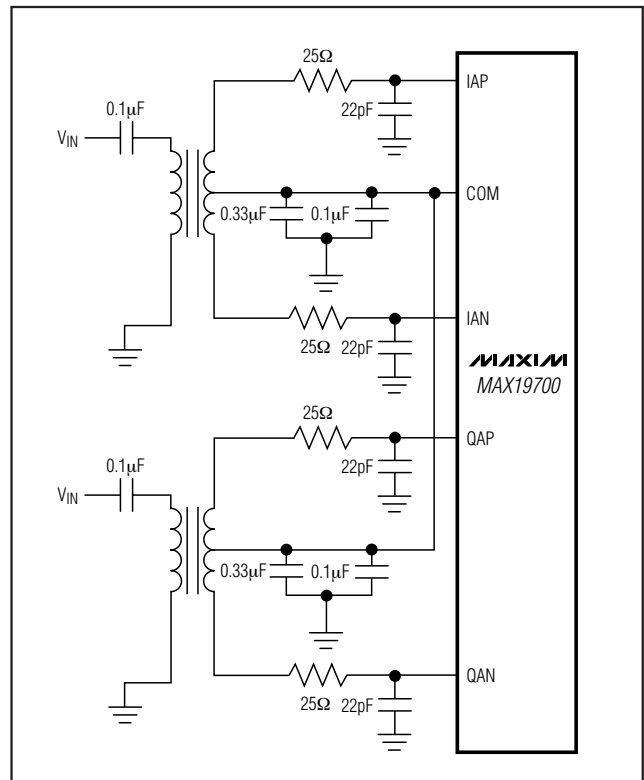 25Ω
IAP
22pF
0.1μF
VIN
COM
0.33μF
0.1μF
IAN
25Ω
22pF
MAXIM
MAX19700
25Ω
QAP
22pF
0.1μF
VIN
0.33μF
0.1μF
QAN
25Ω
22pF